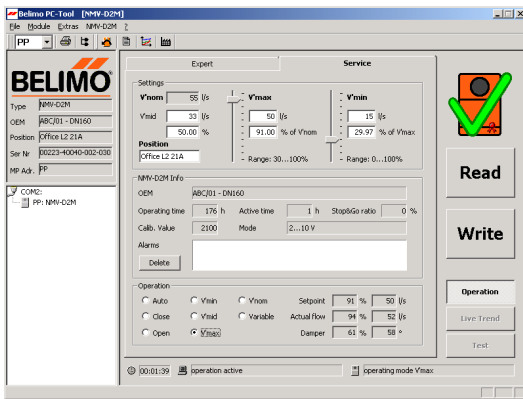 Belimo PC-Tool [NMV-D2M]
File Module Extras NMV-D2M ?
PP
BELIMO
Type NMV-D2M
OEM ABC/01 - DN160
Position Office L2 21A
Ser Nr 00223-40040-002-030
MP Adr. PP
COM2:
PP: NMV-D2M
Expert Service
Settings
V'nom 55 l/s V'max V'min
V'mid 33 l/s 50 l/s 15 l/s
50.00 % 91.00 % of V'nom 29.97 % of V'max
Position
Office L2 21A Range: 30...100% Range: 0...100%
NMV-D2M Info
OEM ABC/01 - DN160
Operating time 176 h Active time 1 h Stop&Go ratio 0 %
Calib. Value 2100 Mode 2...10 V
Alarms
Delete
Operation
Auto V'min V'nom Setpoint 91 % 50 l/s
Close V'mid Variable Actual flow 94 % 52 l/s
Open V'max Damper 61 % 58 °
Read
Write
Operation
Live Trend
Test
00:01:39 operation active operating mode V'max